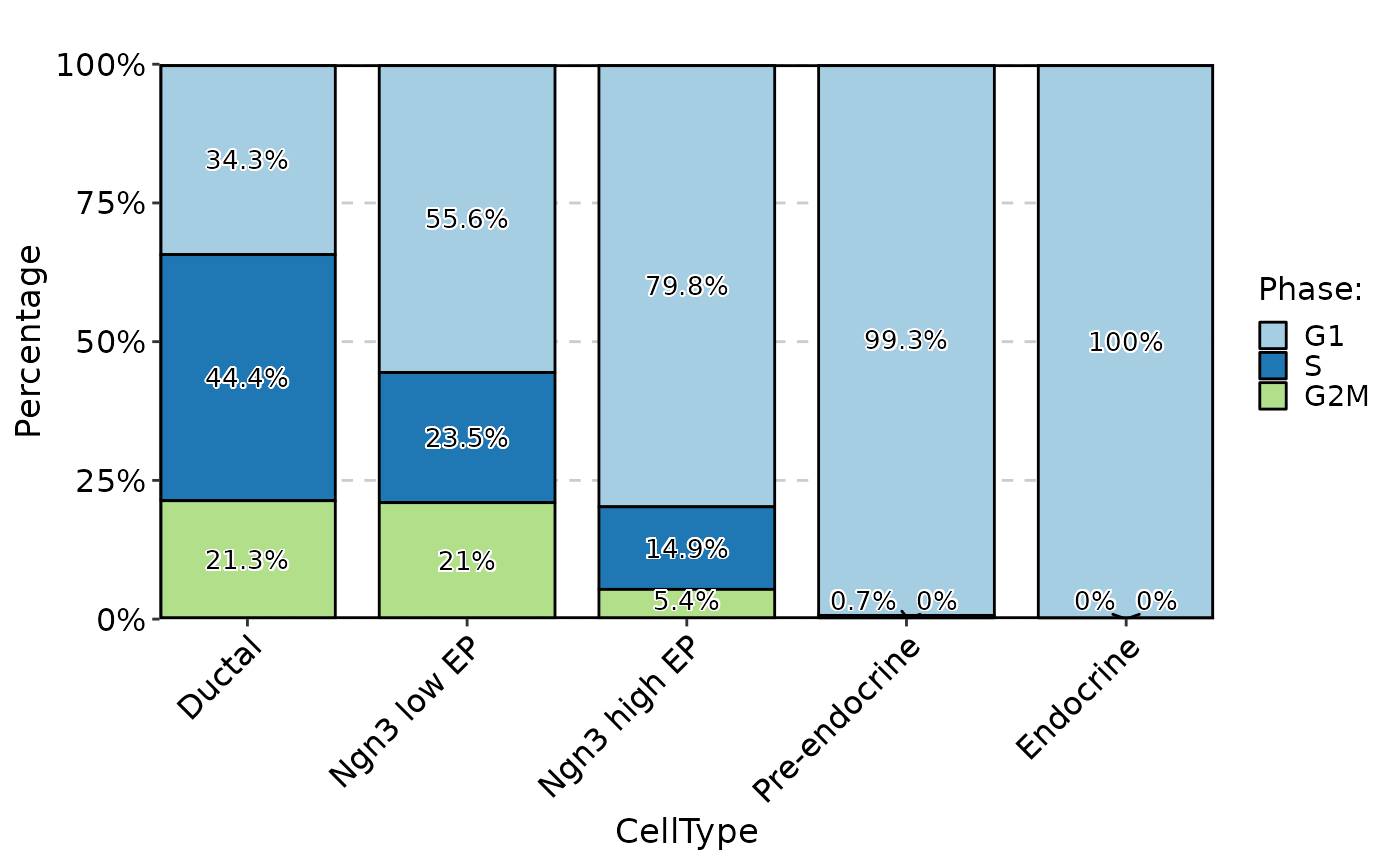 100%
75%
50%
25%
0%
Percentage
34.3%
44.4%
21.3%
55.6%
23.5%
21%
79.8%
14.9%
5.4%
99.3%
0.7% 0%
100%
0% 0%
Ductal
Ngn3 low EP
Ngn3 high EP
Pre-endocrine
Endocrine
CellType
Phase:
G1
S
G2M